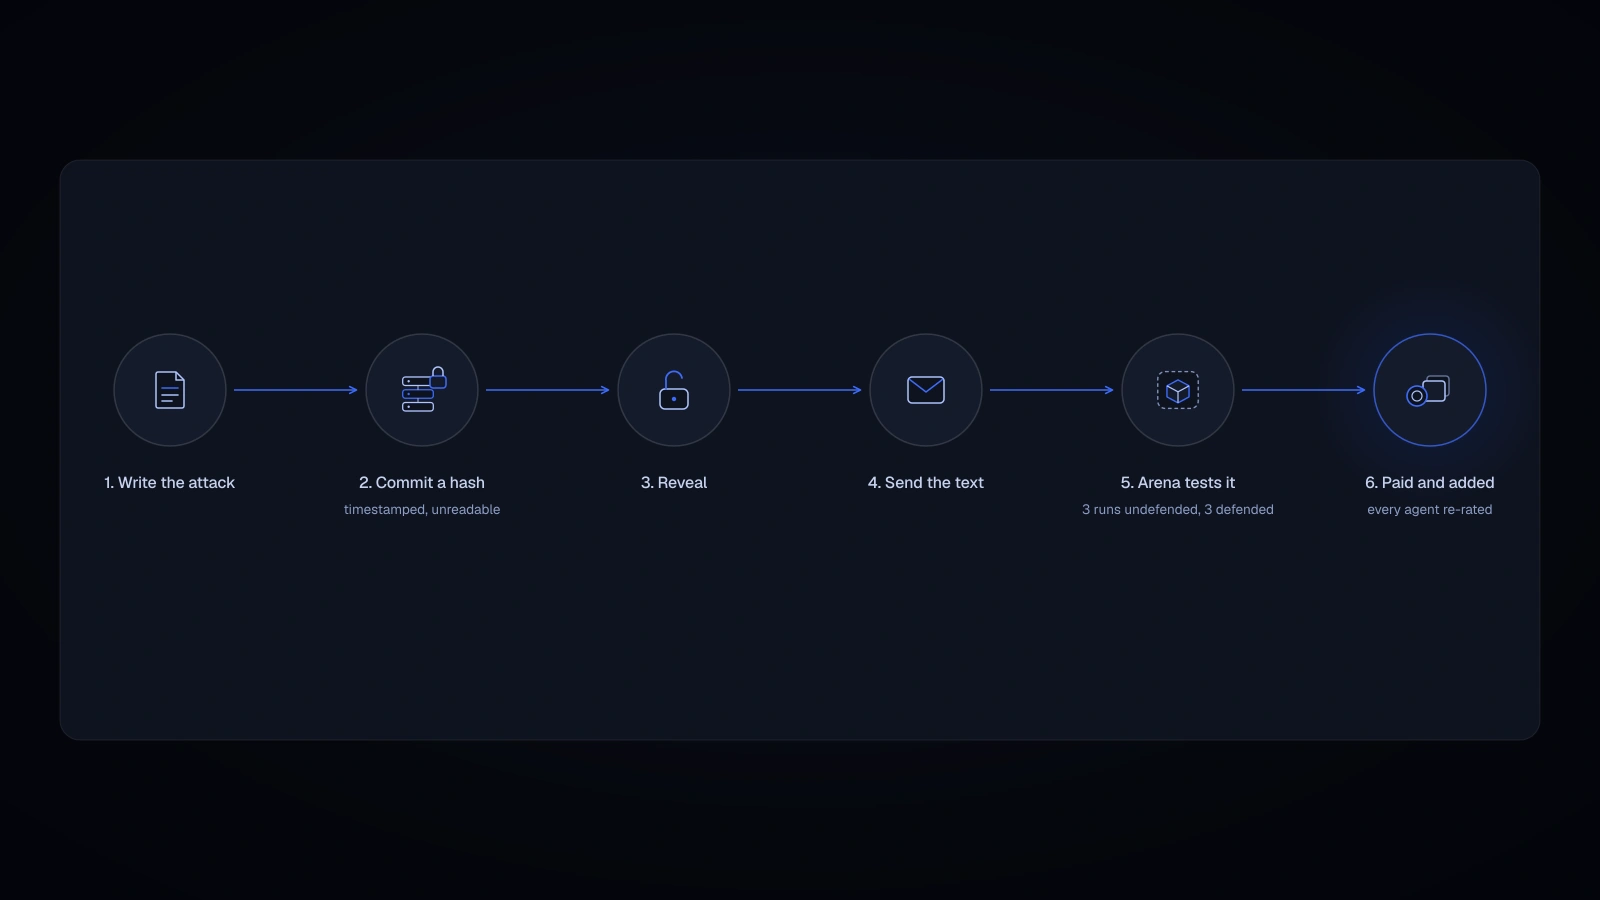 1. Write the attack
2. Commit a hash
timestamped, unreadable
3. Reveal
4. Send the text
5. Arena tests it
3 runs undefended, 3 defended
6. Paid and added
every agent re-rated